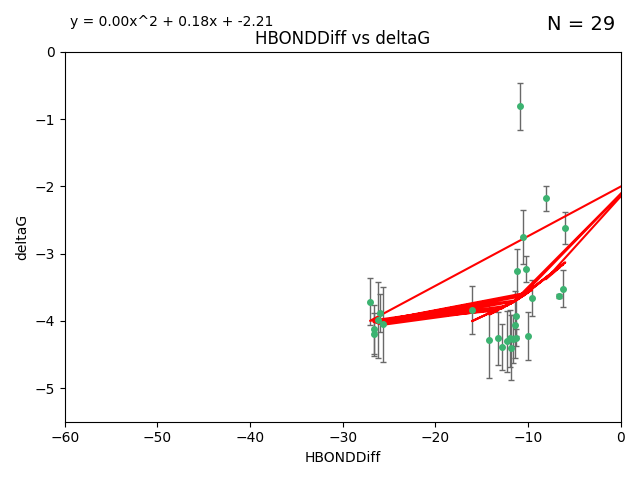 y = 0.00x^2 + 0.18x + -2.21
N = 29
HBONDDiff vs deltaG
0
−1
−2
−3
−4
−5
deltaG
−60 −50 −40 −30 −20 −10 0
HBONDDiff